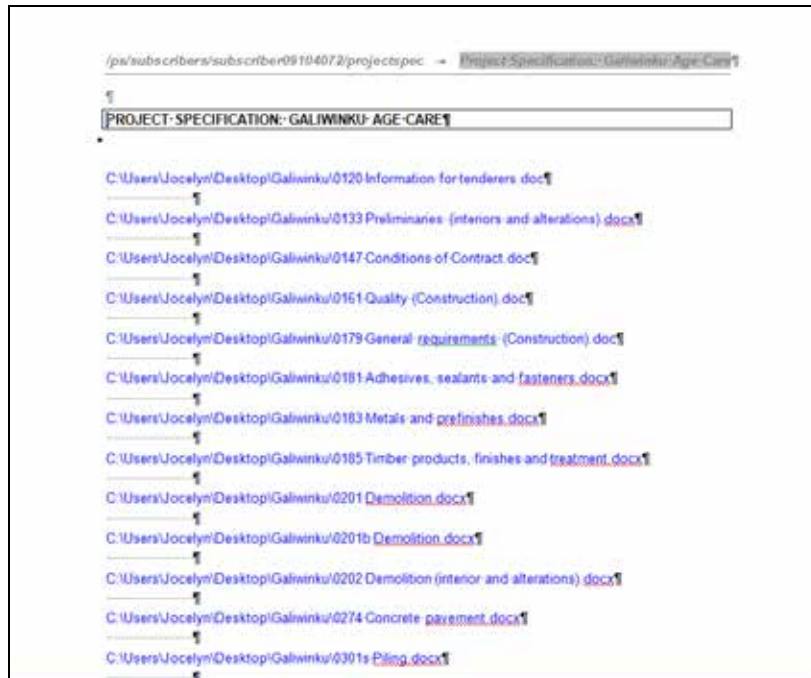 /ps/subscribers/subscriber09104072/projectspec → Project Specification: Galiwinku Age Care¶
¶
PROJECT SPECIFICATION: GALIWINKU AGE CARE¶
C:\Users\Jocelyn\Desktop\Galiwinku\0120 Information for tenderers.doc¶
¶
C:\Users\Jocelyn\Desktop\Galiwinku\0133 Preliminaries (interiors and alterations).docx¶
¶
C:\Users\Jocelyn\Desktop\Galiwinku\0147 Conditions of Contract.doc¶
¶
C:\Users\Jocelyn\Desktop\Galiwinku\0161 Quality (Construction).doc¶
¶
C:\Users\Jocelyn\Desktop\Galiwinku\0179 General requirements (Construction).doc¶
¶
C:\Users\Jocelyn\Desktop\Galiwinku\0181 Adhesives, sealants and fasteners.docx¶
¶
C:\Users\Jocelyn\Desktop\Galiwinku\0183 Metals and prefinishes.docx¶
¶
C:\Users\Jocelyn\Desktop\Galiwinku\0185 Timber products, finishes and treatment.docx¶
¶
C:\Users\Jocelyn\Desktop\Galiwinku\0201 Demolition.docx¶
¶
C:\Users\Jocelyn\Desktop\Galiwinku\0201b Demolition.docx¶
¶
C:\Users\Jocelyn\Desktop\Galiwinku\0202 Demolition (interior and alterations).docx¶
¶
C:\Users\Jocelyn\Desktop\Galiwinku\0274 Concrete pavement.docx¶
¶
C:\Users\Jocelyn\Desktop\Galiwinku\0301s Piling.docx¶
¶